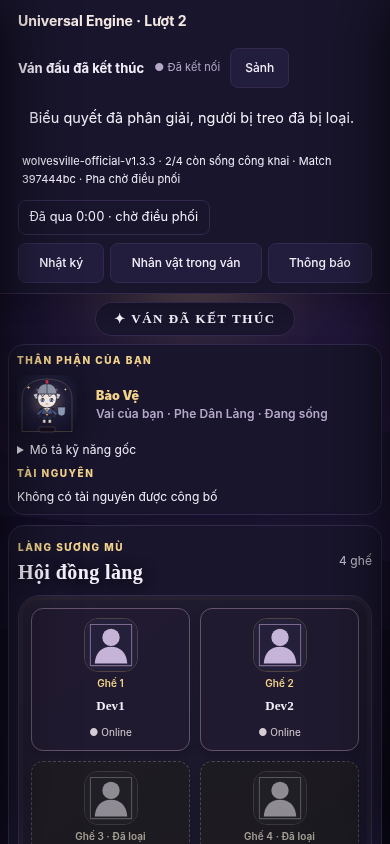 Universal Engine · Lượt 2
Ván đấu đã kết thúc
Đã kết nối
Sảnh
Biểu quyết đã phân giải, người bị treo đã bị loại.
wolvesville-official-v1.3.3 · 2/4 còn sống công khai · Match
397444bc · Pha chờ điều phối
Đã qua 0:00 · chờ điều phối
Nhật ký
Nhân vật trong ván
Thông báo
✦ VÁN ĐÃ KẾT THÚC
THÂN PHẬN CỦA BẠN
Bảo Vệ
Vai của bạn · Phe Dân Làng · Đang sống
Mô tả kỹ năng gốc
TÀI NGUYÊN
Không có tài nguyên được công bố
LÀNG SƯƠNG MÙ
Hội đồng làng
4 ghế
Ghế 1
Dev1
Online
Ghế 2
Dev2
Online
Ghế 3 · Đã loại
Ghế 4 · Đã loại